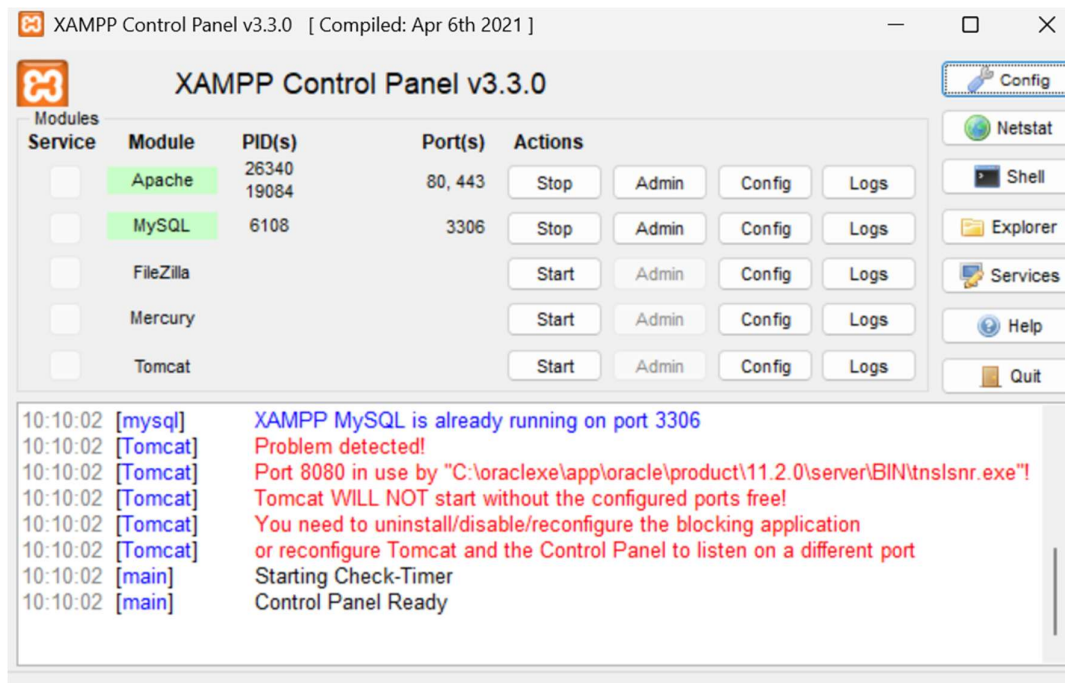 XAMPP Control Panel v3.3.0 [ Compiled: Apr 6th 2021 ]
XAMPP Control Panel v3.3.0
Config
Modules
Netstat
Service Module PID(s) Port(s) Actions
Shell
Apache 26340 19084 80, 443 Stop Admin Config Logs
MySQL 6108 3306 Stop Admin Config Logs
Explorer
FileZilla Start Admin Config Logs
Services
Mercury Start Admin Config Logs
Help
Tomcat Start Admin Config Logs
Quit
10:10:02 [mysql] XAMPP MySQL is already running on port 3306
10:10:02 [Tomcat] Problem detected!
10:10:02 [Tomcat] Port 8080 in use by "C:\oraclexe\app\oracle\product\11.2.0\server\BIN\tnslsnr.exe"!
10:10:02 [Tomcat] Tomcat WILL NOT start without the configured ports free!
10:10:02 [Tomcat] You need to uninstall/disable/reconfigure the blocking application
10:10:02 [Tomcat] or reconfigure Tomcat and the Control Panel to listen on a different port
10:10:02 [main] Starting Check-Timer
10:10:02 [main] Control Panel Ready